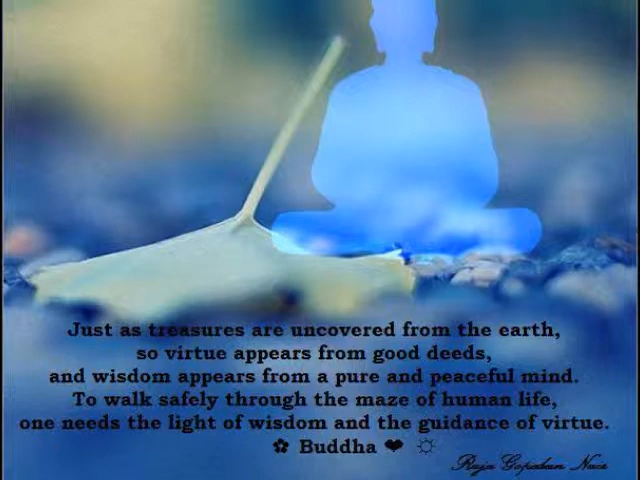 Just as treasures are uncovered from the earth,
so virtue appears from good deeds,
and wisdom appears from a pure and peaceful mind.
To walk safely through the maze of human life,
one needs the light of wisdom and the guidance of virtue.
✿ Buddha ❤ ☼
Raja Gopalan